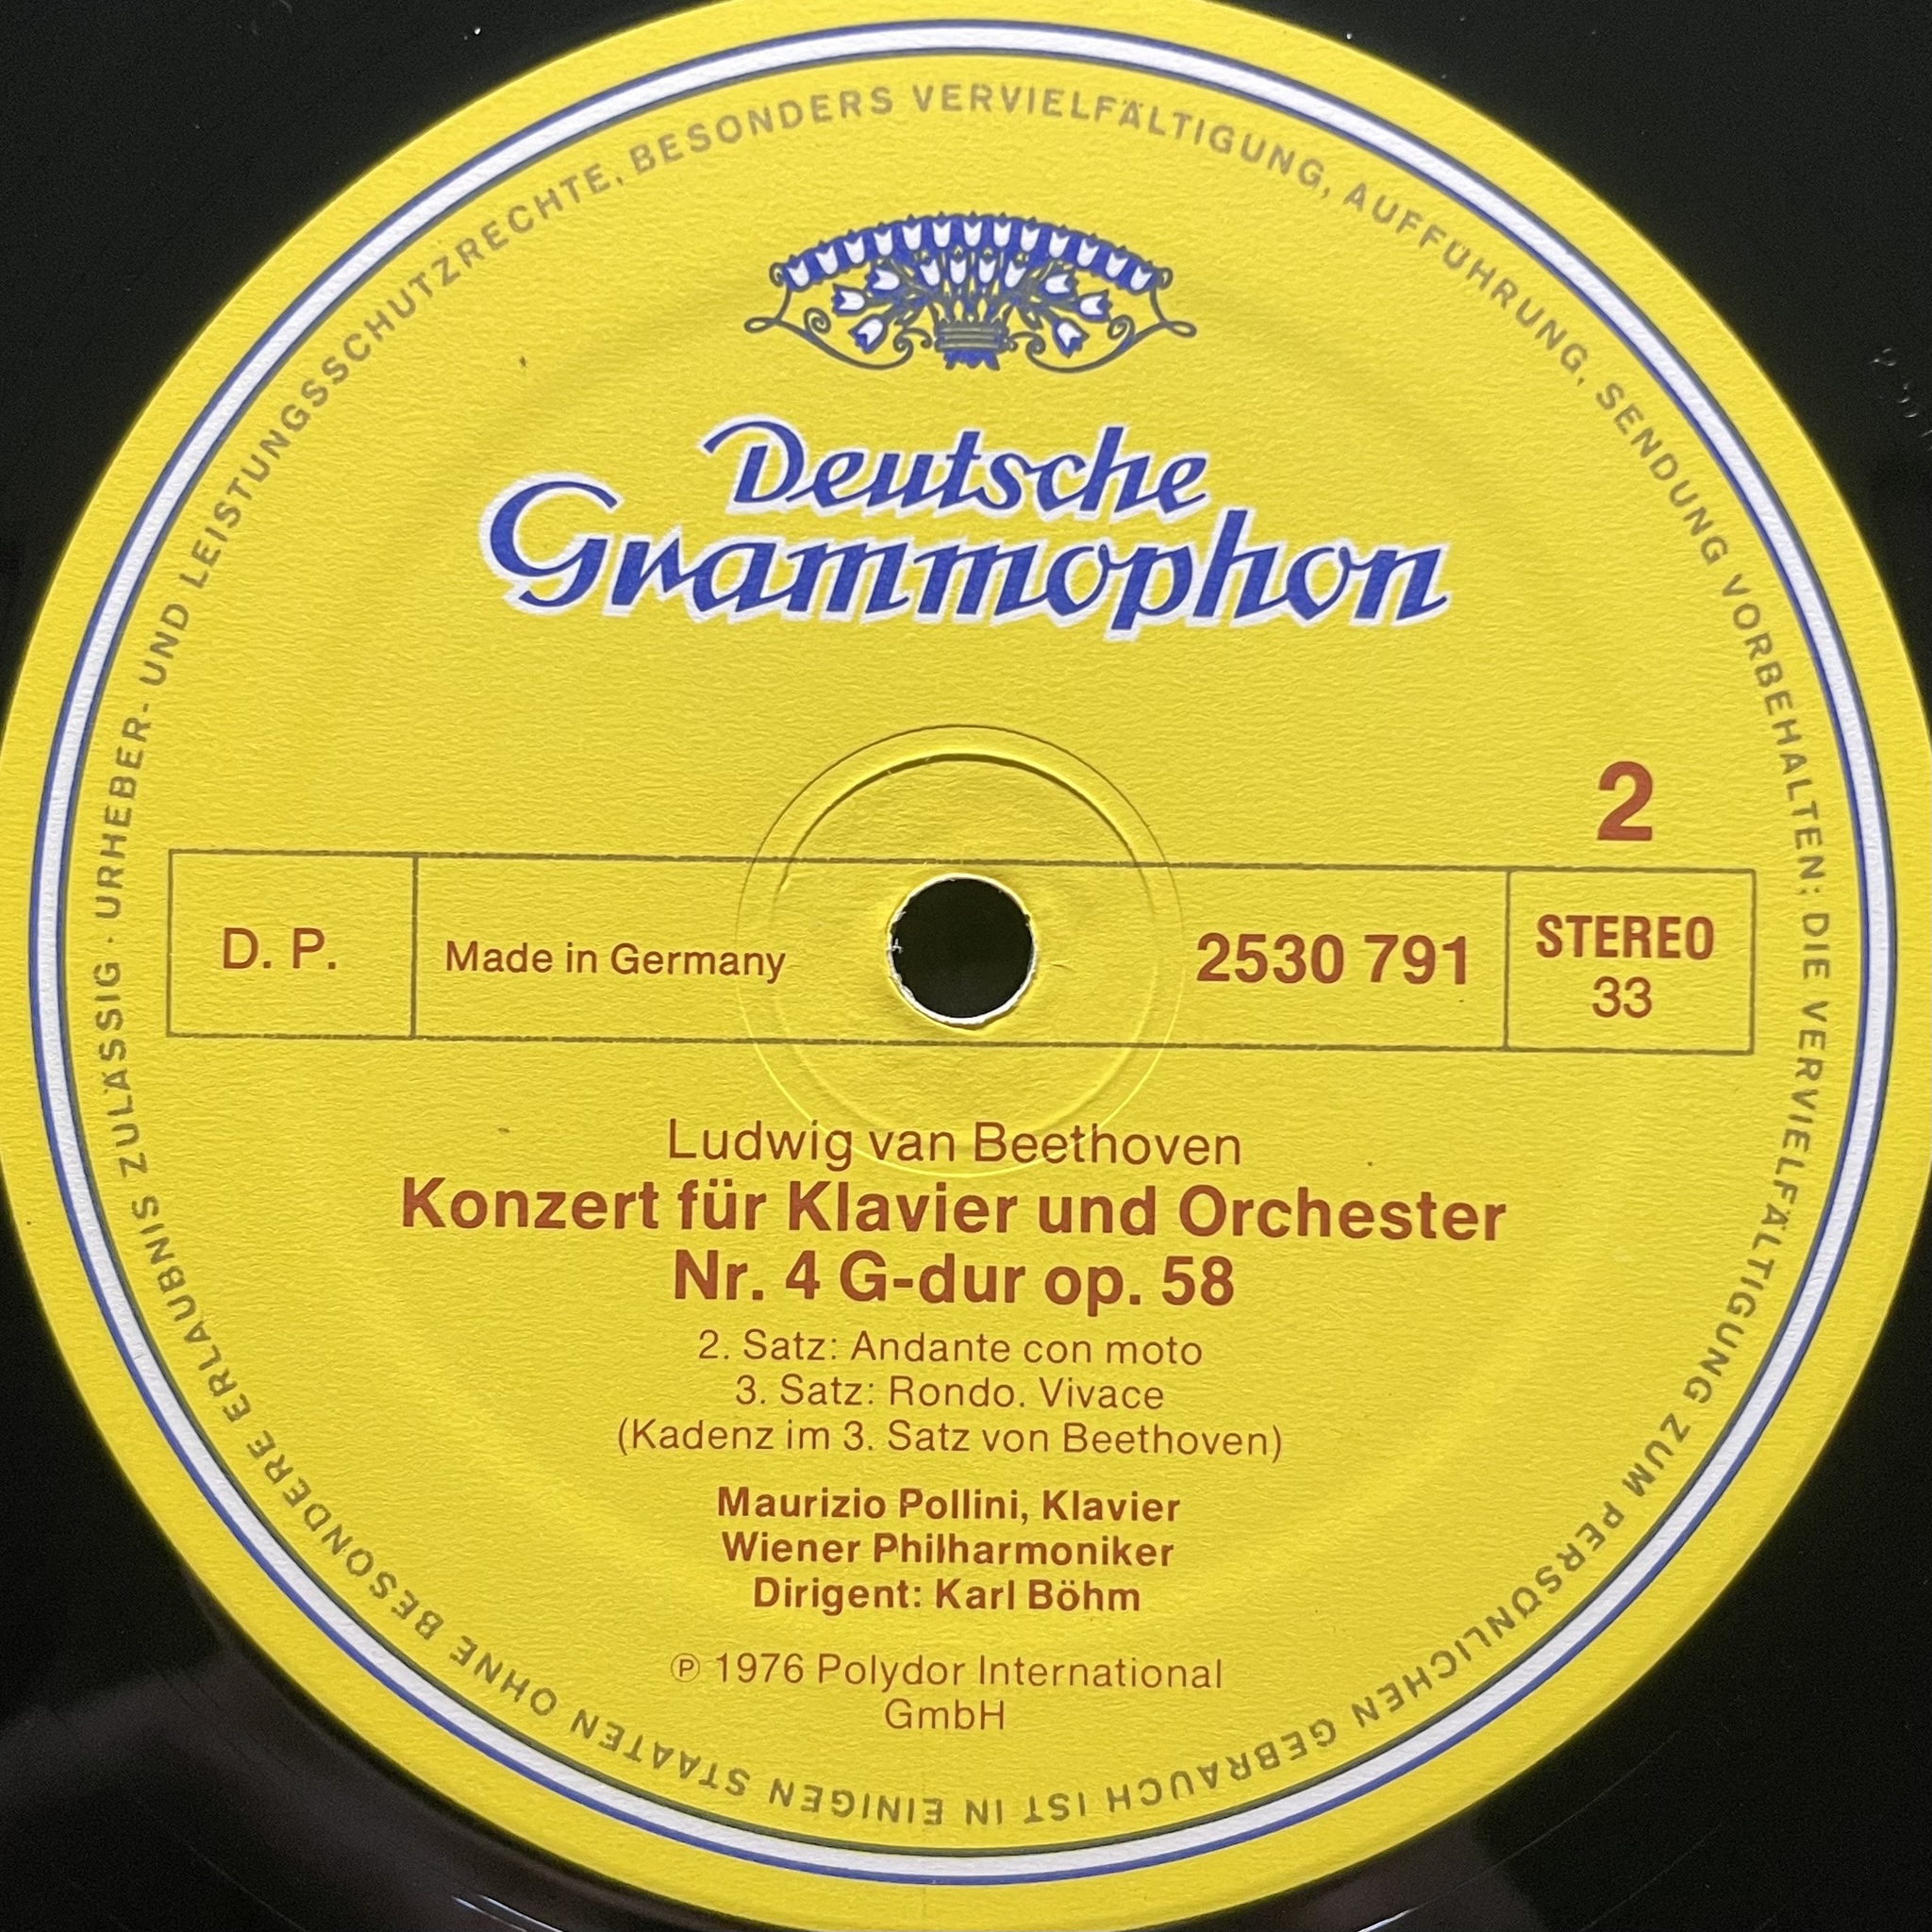 Deutsche
Grammophon
2
D. P.
Made in Germany
2530 791
STEREO
33
Ludwig van Beethoven
Konzert für Klavier und Orchester
Nr. 4 G-dur op. 58
2. Satz: Andante con moto
3. Satz: Rondo. Vivace
(Kadenz im 3. Satz von Beethoven)
Maurizio Pollini, Klavier
Wiener Philharmoniker
Dirigent: Karl Böhm
℗ 1976 Polydor International
GmbH
URHEBER- UND LEISTUNGSSCHUTZRECHTE, BESONDERS VERVIELFÄLTIGUNG, AUFFÜHRUNG, SENDUNG VORBEHALTEN; DIE VERVIELFÄLTIGUNG ZUM PERSÖNLICHEN GEBRAUCH IST IN EINIGEN STAATEN OHNE BESONDERE ERLAUBNIS ZULÄSSIG ·